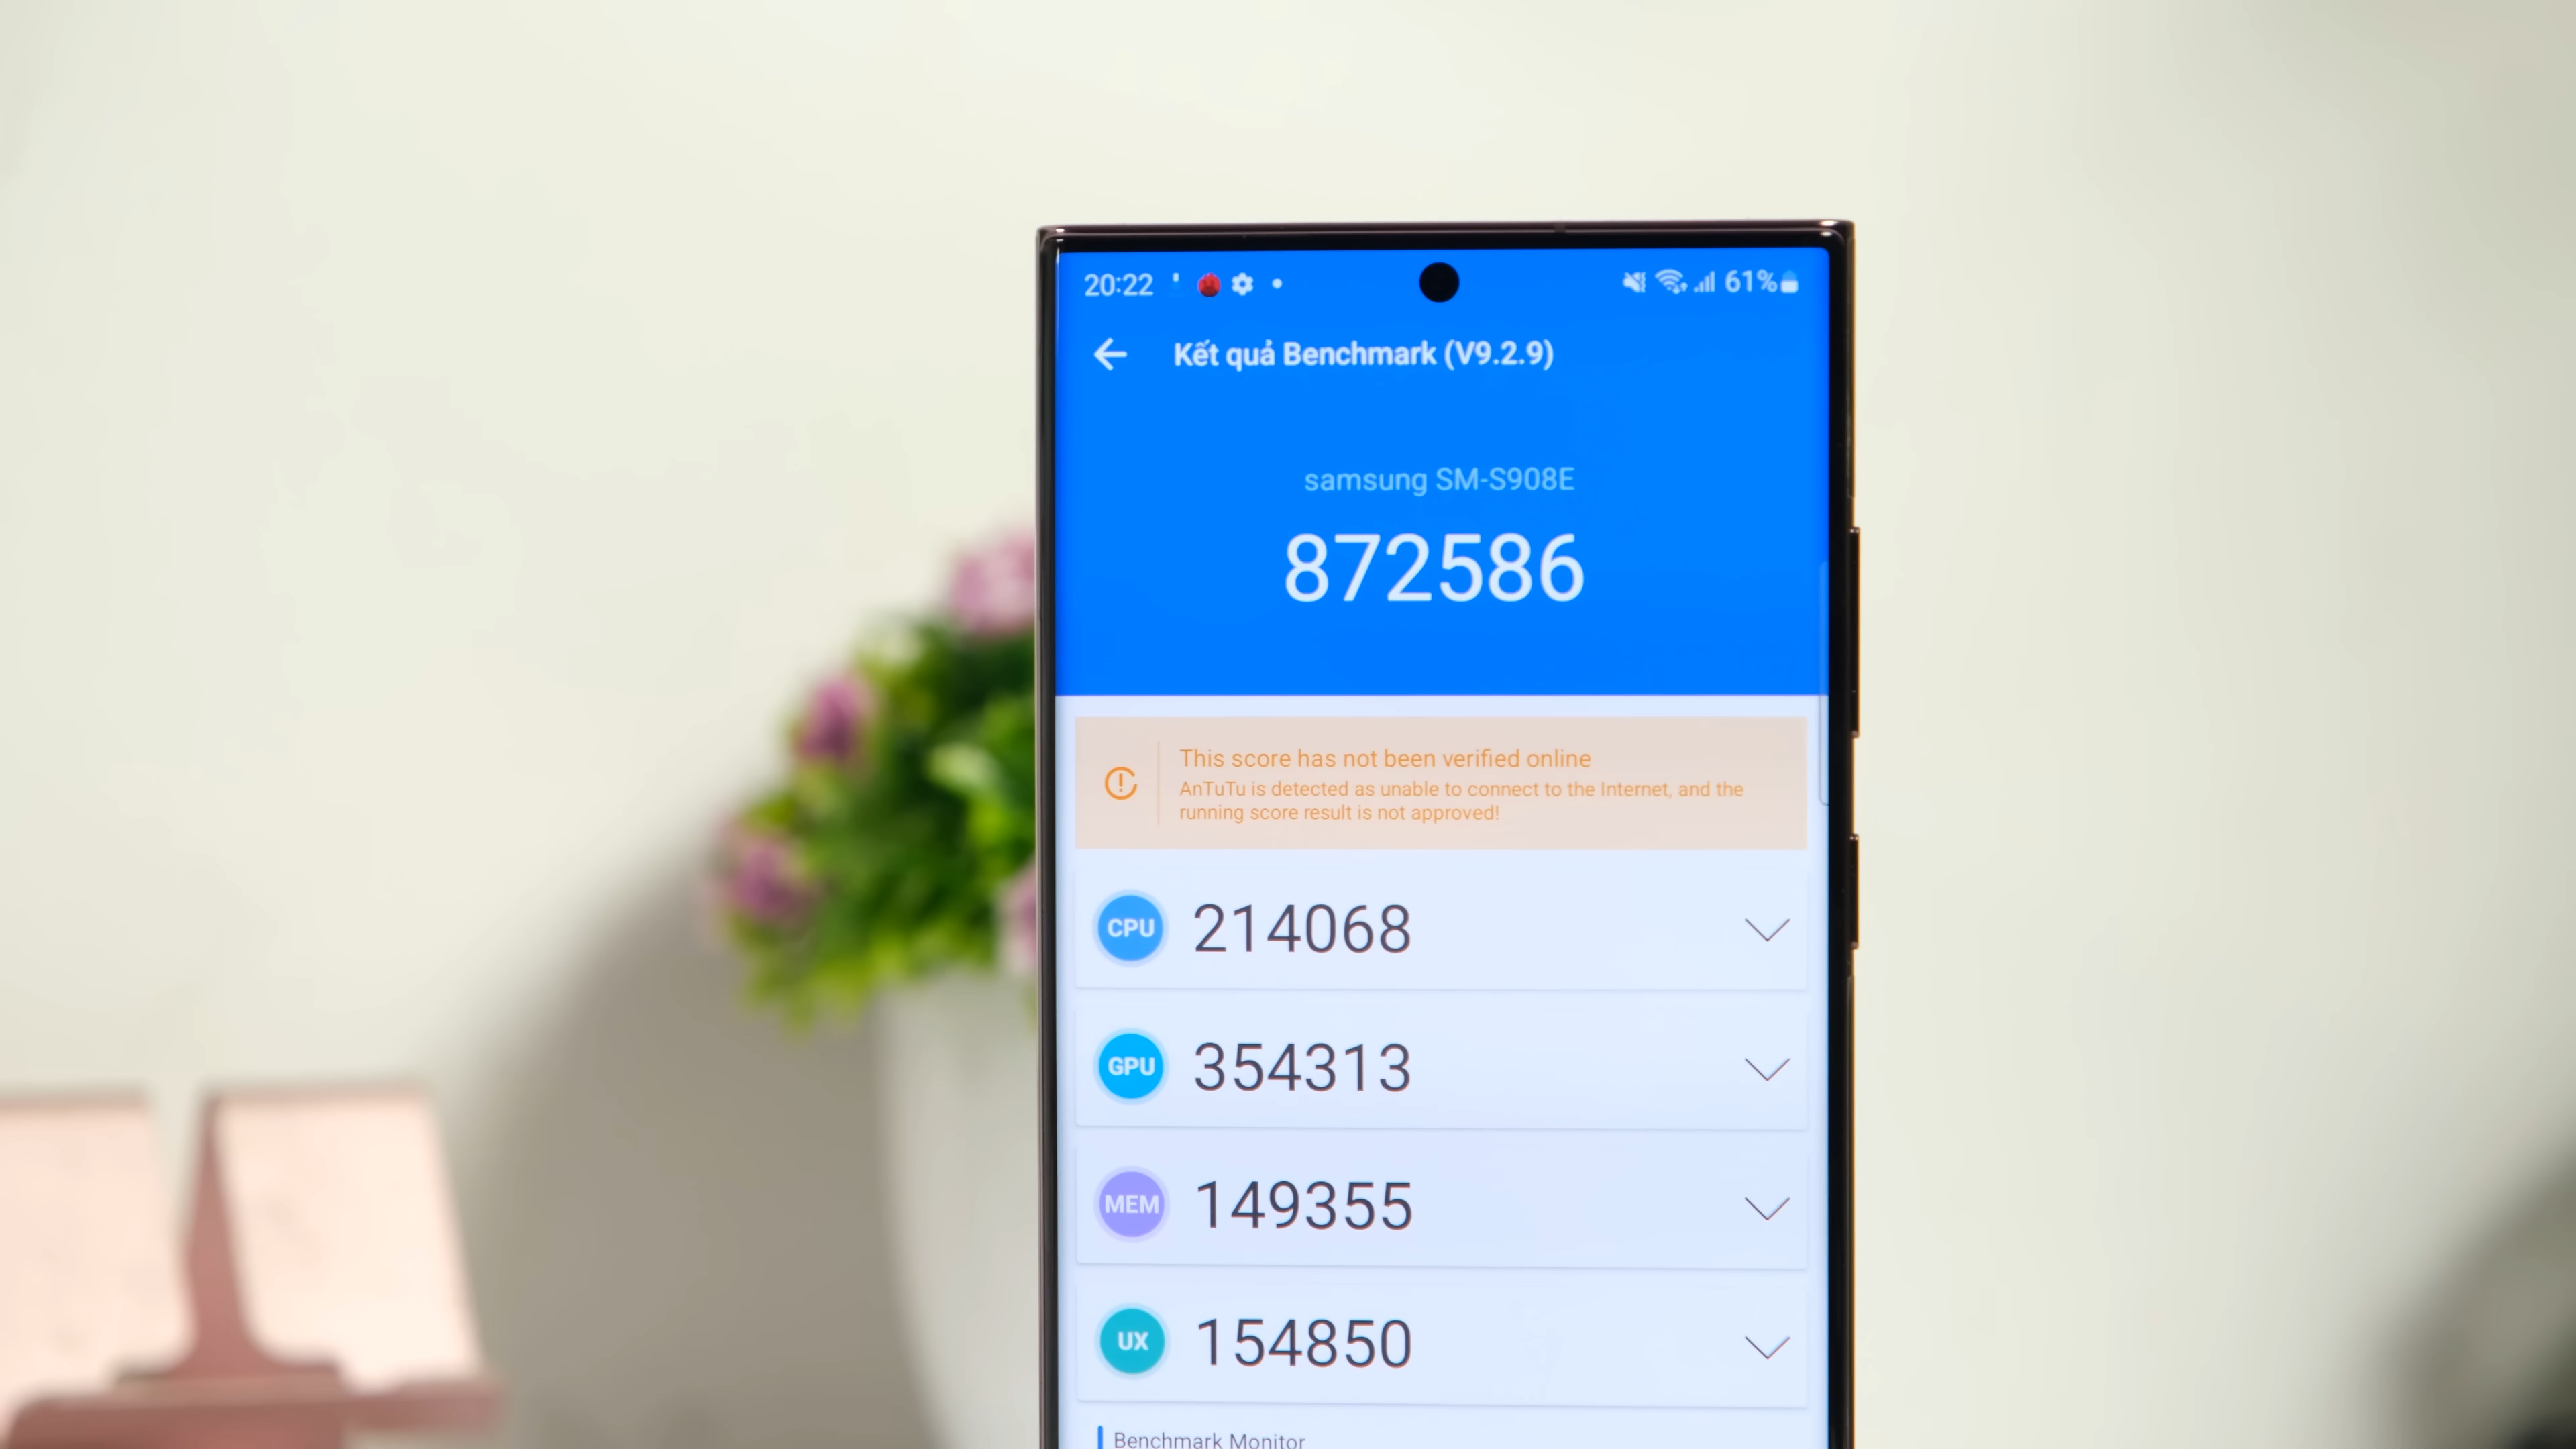 20:22 61%
Kết quả Benchmark (V9.2.9)
samsung SM-S908E
872586
This score has not been verified online
AnTuTu is detected as unable to connect to the Internet, and the
running score result is not approved!
CPU 214068
GPU 354313
MEM 149355
UX 154850
Benchmark Monitor